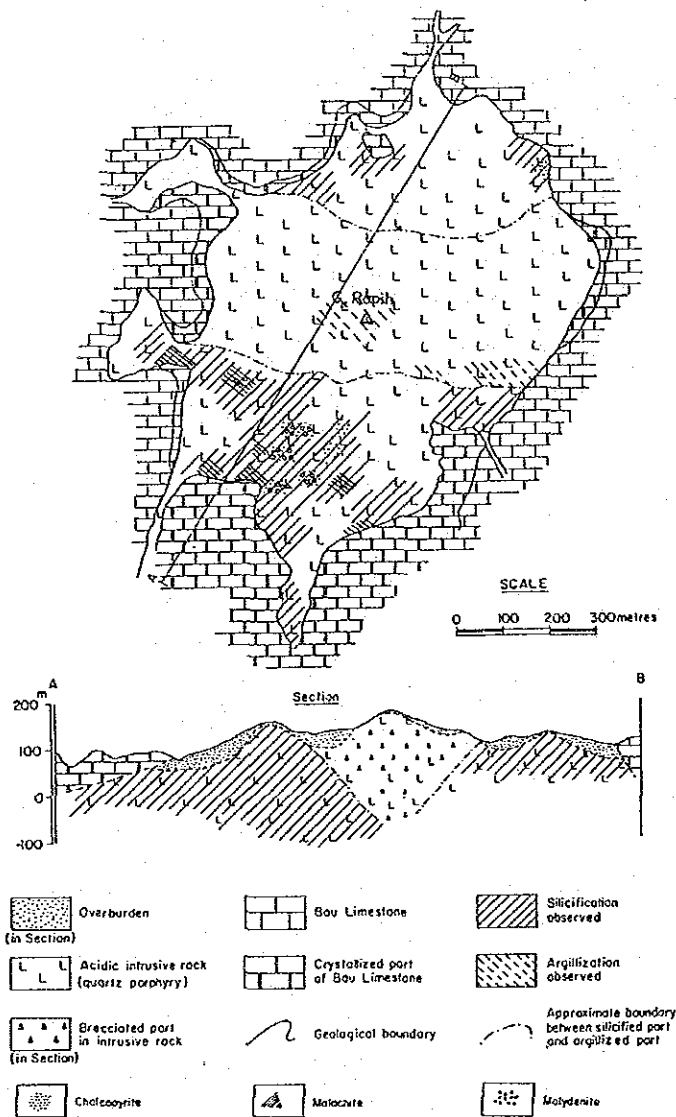 B
G. Rapih
A
SCALE
0 100 200 300metres
A
Section
B
200
m
100
0
-100
Overburden
(in Section)
Bau Limestone
Silicification
observed
Acidic intrusive rock
(quartz porphyry)
Crystallized part
of Bau Limestone
Argillization
observed
Brecciated part
in intrusive rock
(in Section)
Geological boundary
Approximate boundary
between silicified part
and argillized part
Chalcopyrite
Malachite
Molydenite